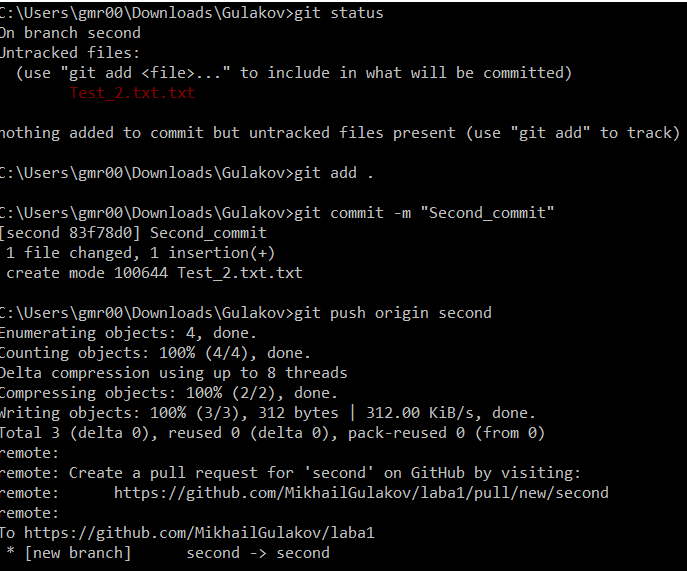 C:\Users\gmr00\Downloads\Gulakov>git status
On branch second
Untracked files:
  (use "git add <file>..." to include in what will be committed)
        Test_2.txt.txt

nothing added to commit but untracked files present (use "git add" to track)

C:\Users\gmr00\Downloads\Gulakov>git add .

C:\Users\gmr00\Downloads\Gulakov>git commit -m "Second_commit"
[second 83f78d0] Second_commit
 1 file changed, 1 insertion(+)
 create mode 100644 Test_2.txt.txt

C:\Users\gmr00\Downloads\Gulakov>git push origin second
Enumerating objects: 4, done.
Counting objects: 100% (4/4), done.
Delta compression using up to 8 threads
Compressing objects: 100% (2/2), done.
Writing objects: 100% (3/3), 312 bytes | 312.00 KiB/s, done.
Total 3 (delta 0), reused 0 (delta 0), pack-reused 0 (from 0)
remote:
remote: Create a pull request for 'second' on GitHub by visiting:
remote:      https://github.com/MikhailGulakov/laba1/pull/new/second
remote:
To https://github.com/MikhailGulakov/laba1
 * [new branch]      second -> second